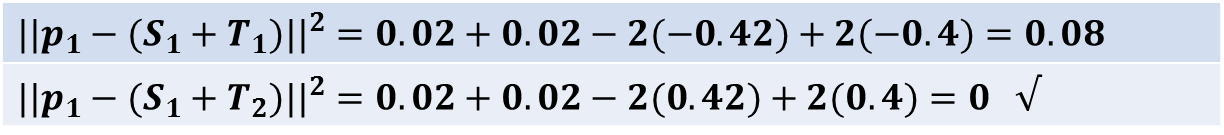 ||p₁ − (S₁ + T₁)||² = 0.02 + 0.02 − 2(−0.42) + 2(−0.4) = 0.08
||p₁ − (S₁ + T₂)||² = 0.02 + 0.02 − 2(0.42) + 2(0.4) = 0 √